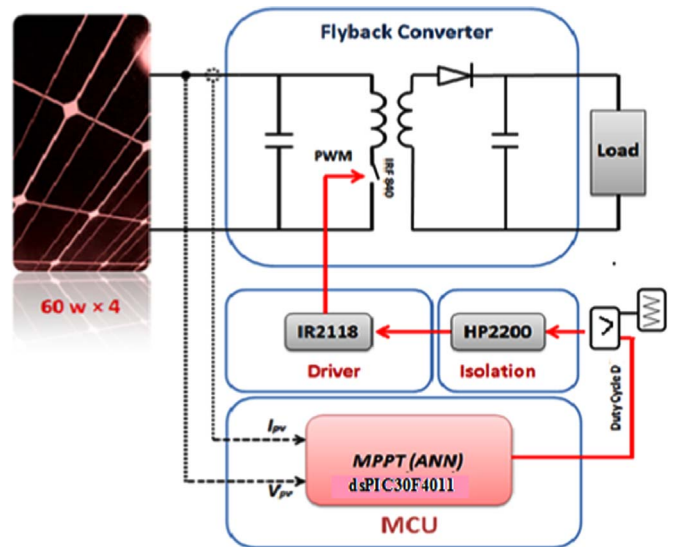 Flyback Converter
PWM
IRF 840
Load
60 w × 4
IR2118
HP2200
Driver
Isolation
Duty Cycle D
Ipv
Vpv
MPPT (ANN)
dsPIC30F4011
MCU